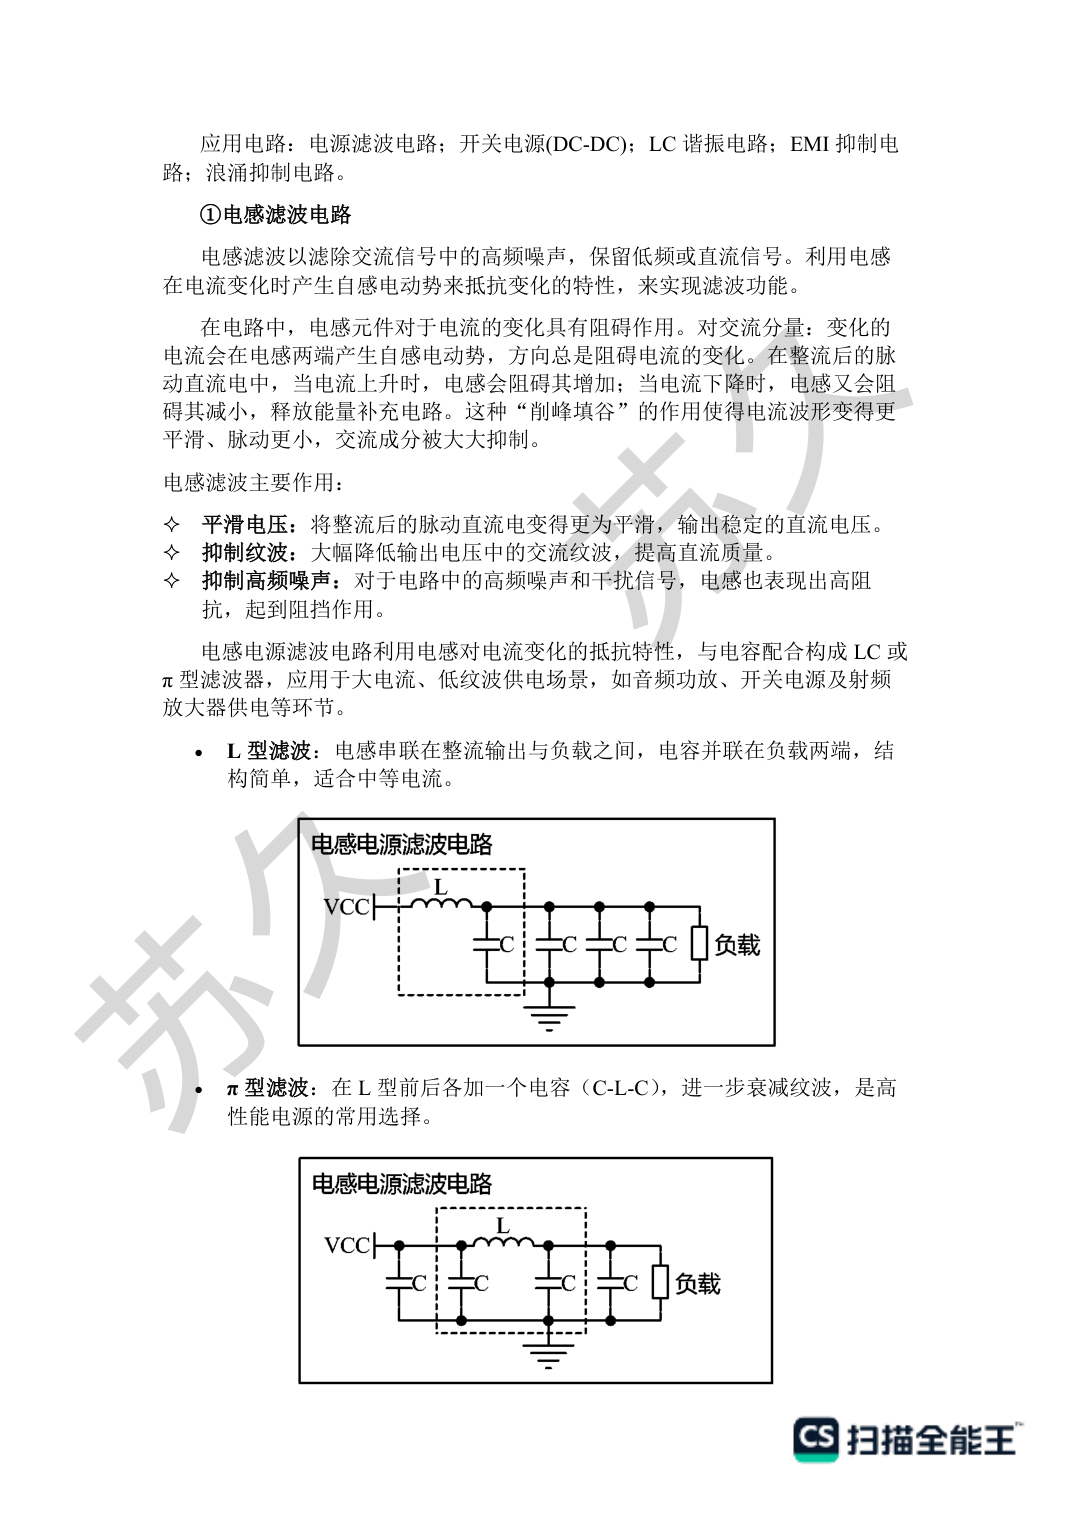 应用电路：电源滤波电路；开关电源(DC-DC)；LC 谐振电路；EMI 抑制电
路；浪涌抑制电路。
①电感滤波电路
电感滤波以滤除交流信号中的高频噪声，保留低频或直流信号。利用电感
在电流变化时产生自感电动势来抵抗变化的特性，来实现滤波功能。
在电路中，电感元件对于电流的变化具有阻碍作用。对交流分量：变化的
电流会在电感两端产生自感电动势，方向总是阻碍电流的变化。在整流后的脉
动直流电中，当电流上升时，电感会阻碍其增加；当电流下降时，电感又会阻
碍其减小，释放能量补充电路。这种“削峰填谷”的作用使得电流波形变得更
平滑、脉动更小，交流成分被大大抑制。
电感滤波主要作用：
✧ 平滑电压：将整流后的脉动直流电变得更为平滑，输出稳定的直流电压。
✧ 抑制纹波：大幅降低输出电压中的交流纹波，提高直流质量。
✧ 抑制高频噪声：对于电路中的高频噪声和干扰信号，电感也表现出高阻
抗，起到阻挡作用。
电感电源滤波电路利用电感对电流变化的抵抗特性，与电容配合构成 LC 或
π 型滤波器，应用于大电流、低纹波供电场景，如音频功放、开关电源及射频
放大器供电等环节。
• L 型滤波：电感串联在整流输出与负载之间，电容并联在负载两端，结
构简单，适合中等电流。
电感电源滤波电路
L
VCC
C C C C 负载
• π 型滤波：在 L 型前后各加一个电容（C-L-C），进一步衰减纹波，是高
性能电源的常用选择。
电感电源滤波电路
L
VCC
C C C C 负载
苏久
苏久
CS 扫描全能王™